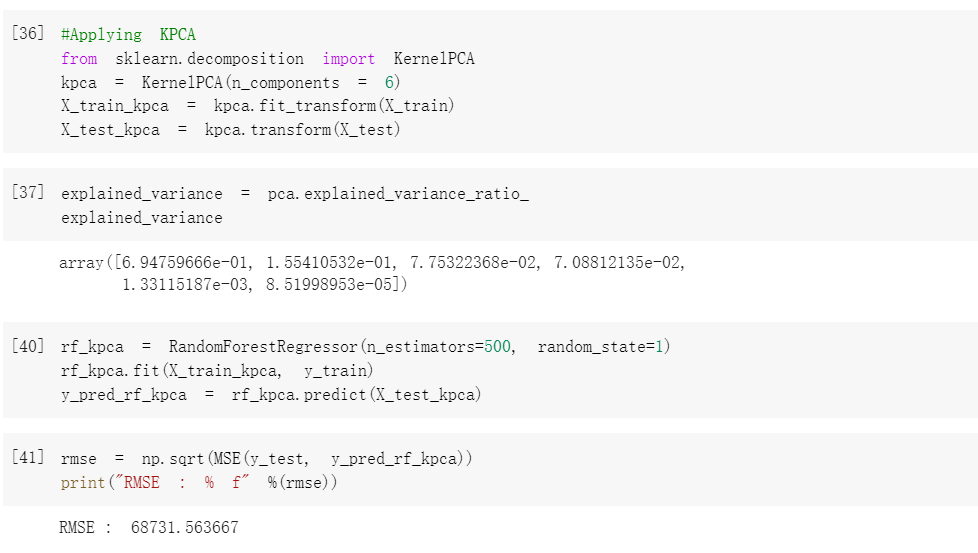 [36] #Applying KPCA
from sklearn.decomposition import KernelPCA
kpca = KernelPCA(n_components = 6)
X_train_kpca = kpca.fit_transform(X_train)
X_test_kpca = kpca.transform(X_test)
[37] explained_variance = pca.explained_variance_ratio_
explained_variance
array([6.94759666e-01, 1.55410532e-01, 7.75322368e-02, 7.08812135e-02,
1.33115187e-03, 8.51998953e-05])
[40] rf_kpca = RandomForestRegressor(n_estimators=500, random_state=1)
rf_kpca.fit(X_train_kpca, y_train)
y_pred_rf_kpca = rf_kpca.predict(X_test_kpca)
[41] rmse = np.sqrt(MSE(y_test, y_pred_rf_kpca))
print("RMSE : % f" %(rmse))
RMSE : 68731.563667